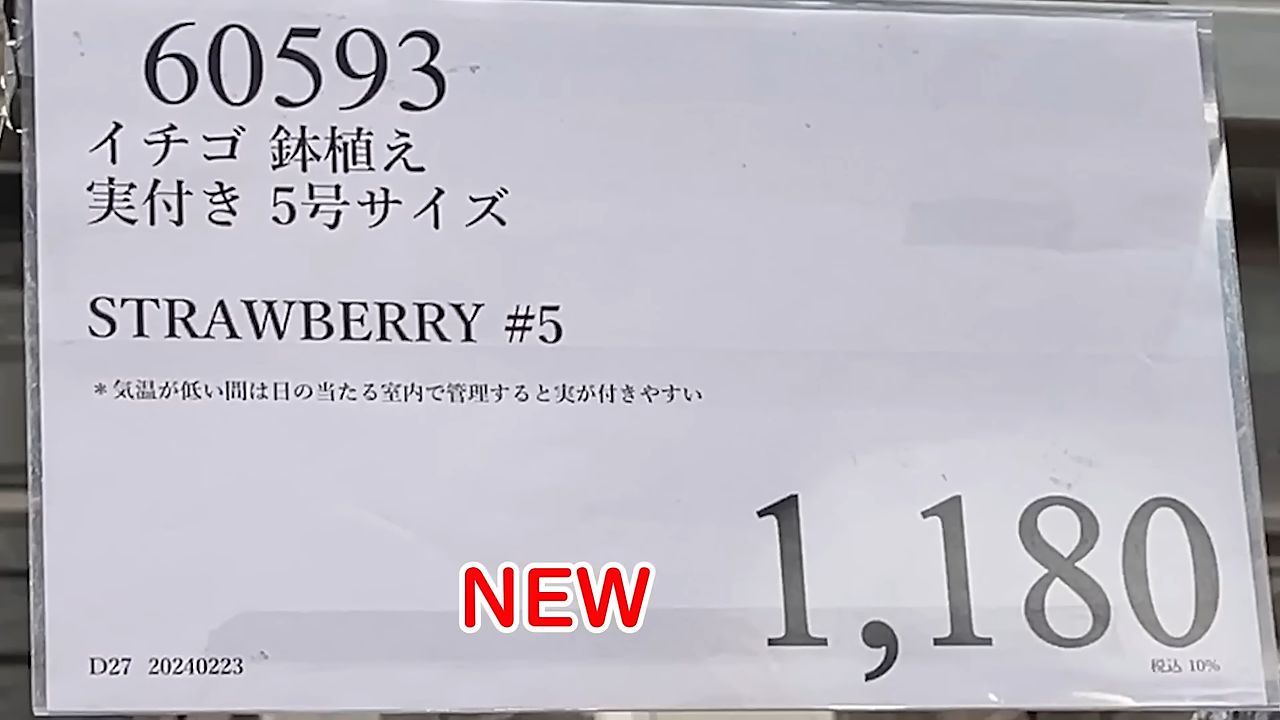 60593
イチゴ 鉢植え
実付き 5号サイズ
STRAWBERRY #5
*気温が低い間は日の当たる室内で管理すると実が付きやすい
1,180
NEW
D27 20240223
税込 10%